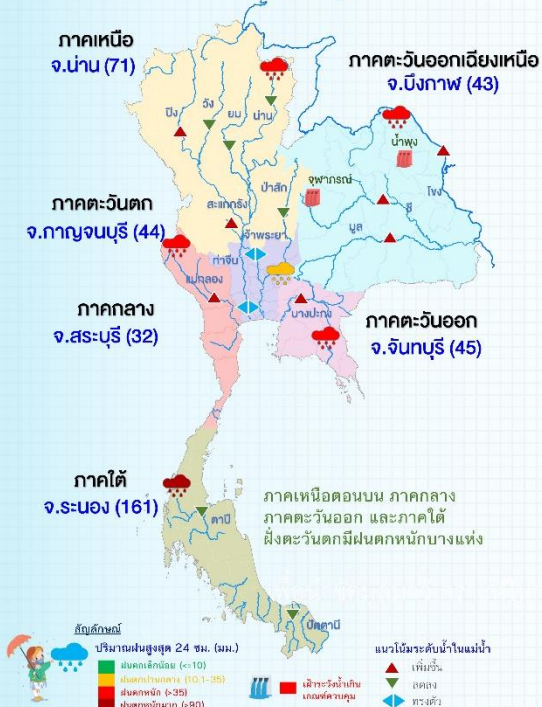 ภาคเหนือ
จ.น่าน (71)
ภาคตะวันออกเฉียงเหนือ
จ.บึงกาฬ (43)
ปิง
วัง
ยม
น่าน
น้ำพุง
จุฬาภรณ์
ป่าสัก
โขง
ชี
มูล
สะแกกรัง
เจ้าพระยา
ท่าจีน
แม่กลอง
บางปะกง
ภาคตะวันตก
จ.กาญจนบุรี (44)
ภาคกลาง
จ.สระบุรี (32)
ภาคตะวันออก
จ.จันทบุรี (45)
ภาคใต้
จ.ระนอง (161)
ตาปี
ปัตตานี
ภาคเหนือตอนบน ภาคกลาง
ภาคตะวันออก และภาคใต้
ฝั่งตะวันตกมีฝนตกหนักบางแห่ง
สัญลักษณ์
ปริมาณฝนสูงสุด 24 ซม. (มม.)
ฝนตกเล็กน้อย (<=10)
ฝนตกปานกลาง (10.1-35)
ฝนตกหนัก (>35)
ฝนตกหนักมาก (>90)
เฝ้าระวังน้ำเกิน
เกณฑ์ควบคุม
แนวโน้มระดับน้ำในแม่น้ำ
เพิ่มขึ้น
ลดลง
ทรงตัว